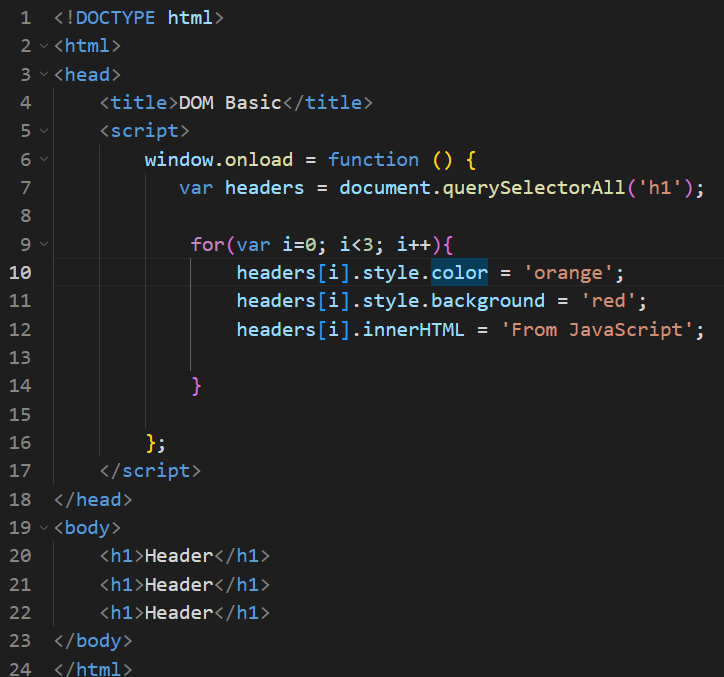 1 <!DOCTYPE html>
2 <html>
3 <head>
4     <title>DOM Basic</title>
5     <script>
6         window.onload = function () {
7            var headers = document.querySelectorAll('h1');
8
9             for(var i=0; i<3; i++){
10                 headers[i].style.color = 'orange';
11                 headers[i].style.background = 'red';
12                 headers[i].innerHTML = 'From JavaScript';
13
14             }
15
16         };
17     </script>
18 </head>
19 <body>
20     <h1>Header</h1>
21     <h1>Header</h1>
22     <h1>Header</h1>
23 </body>
24 </html>